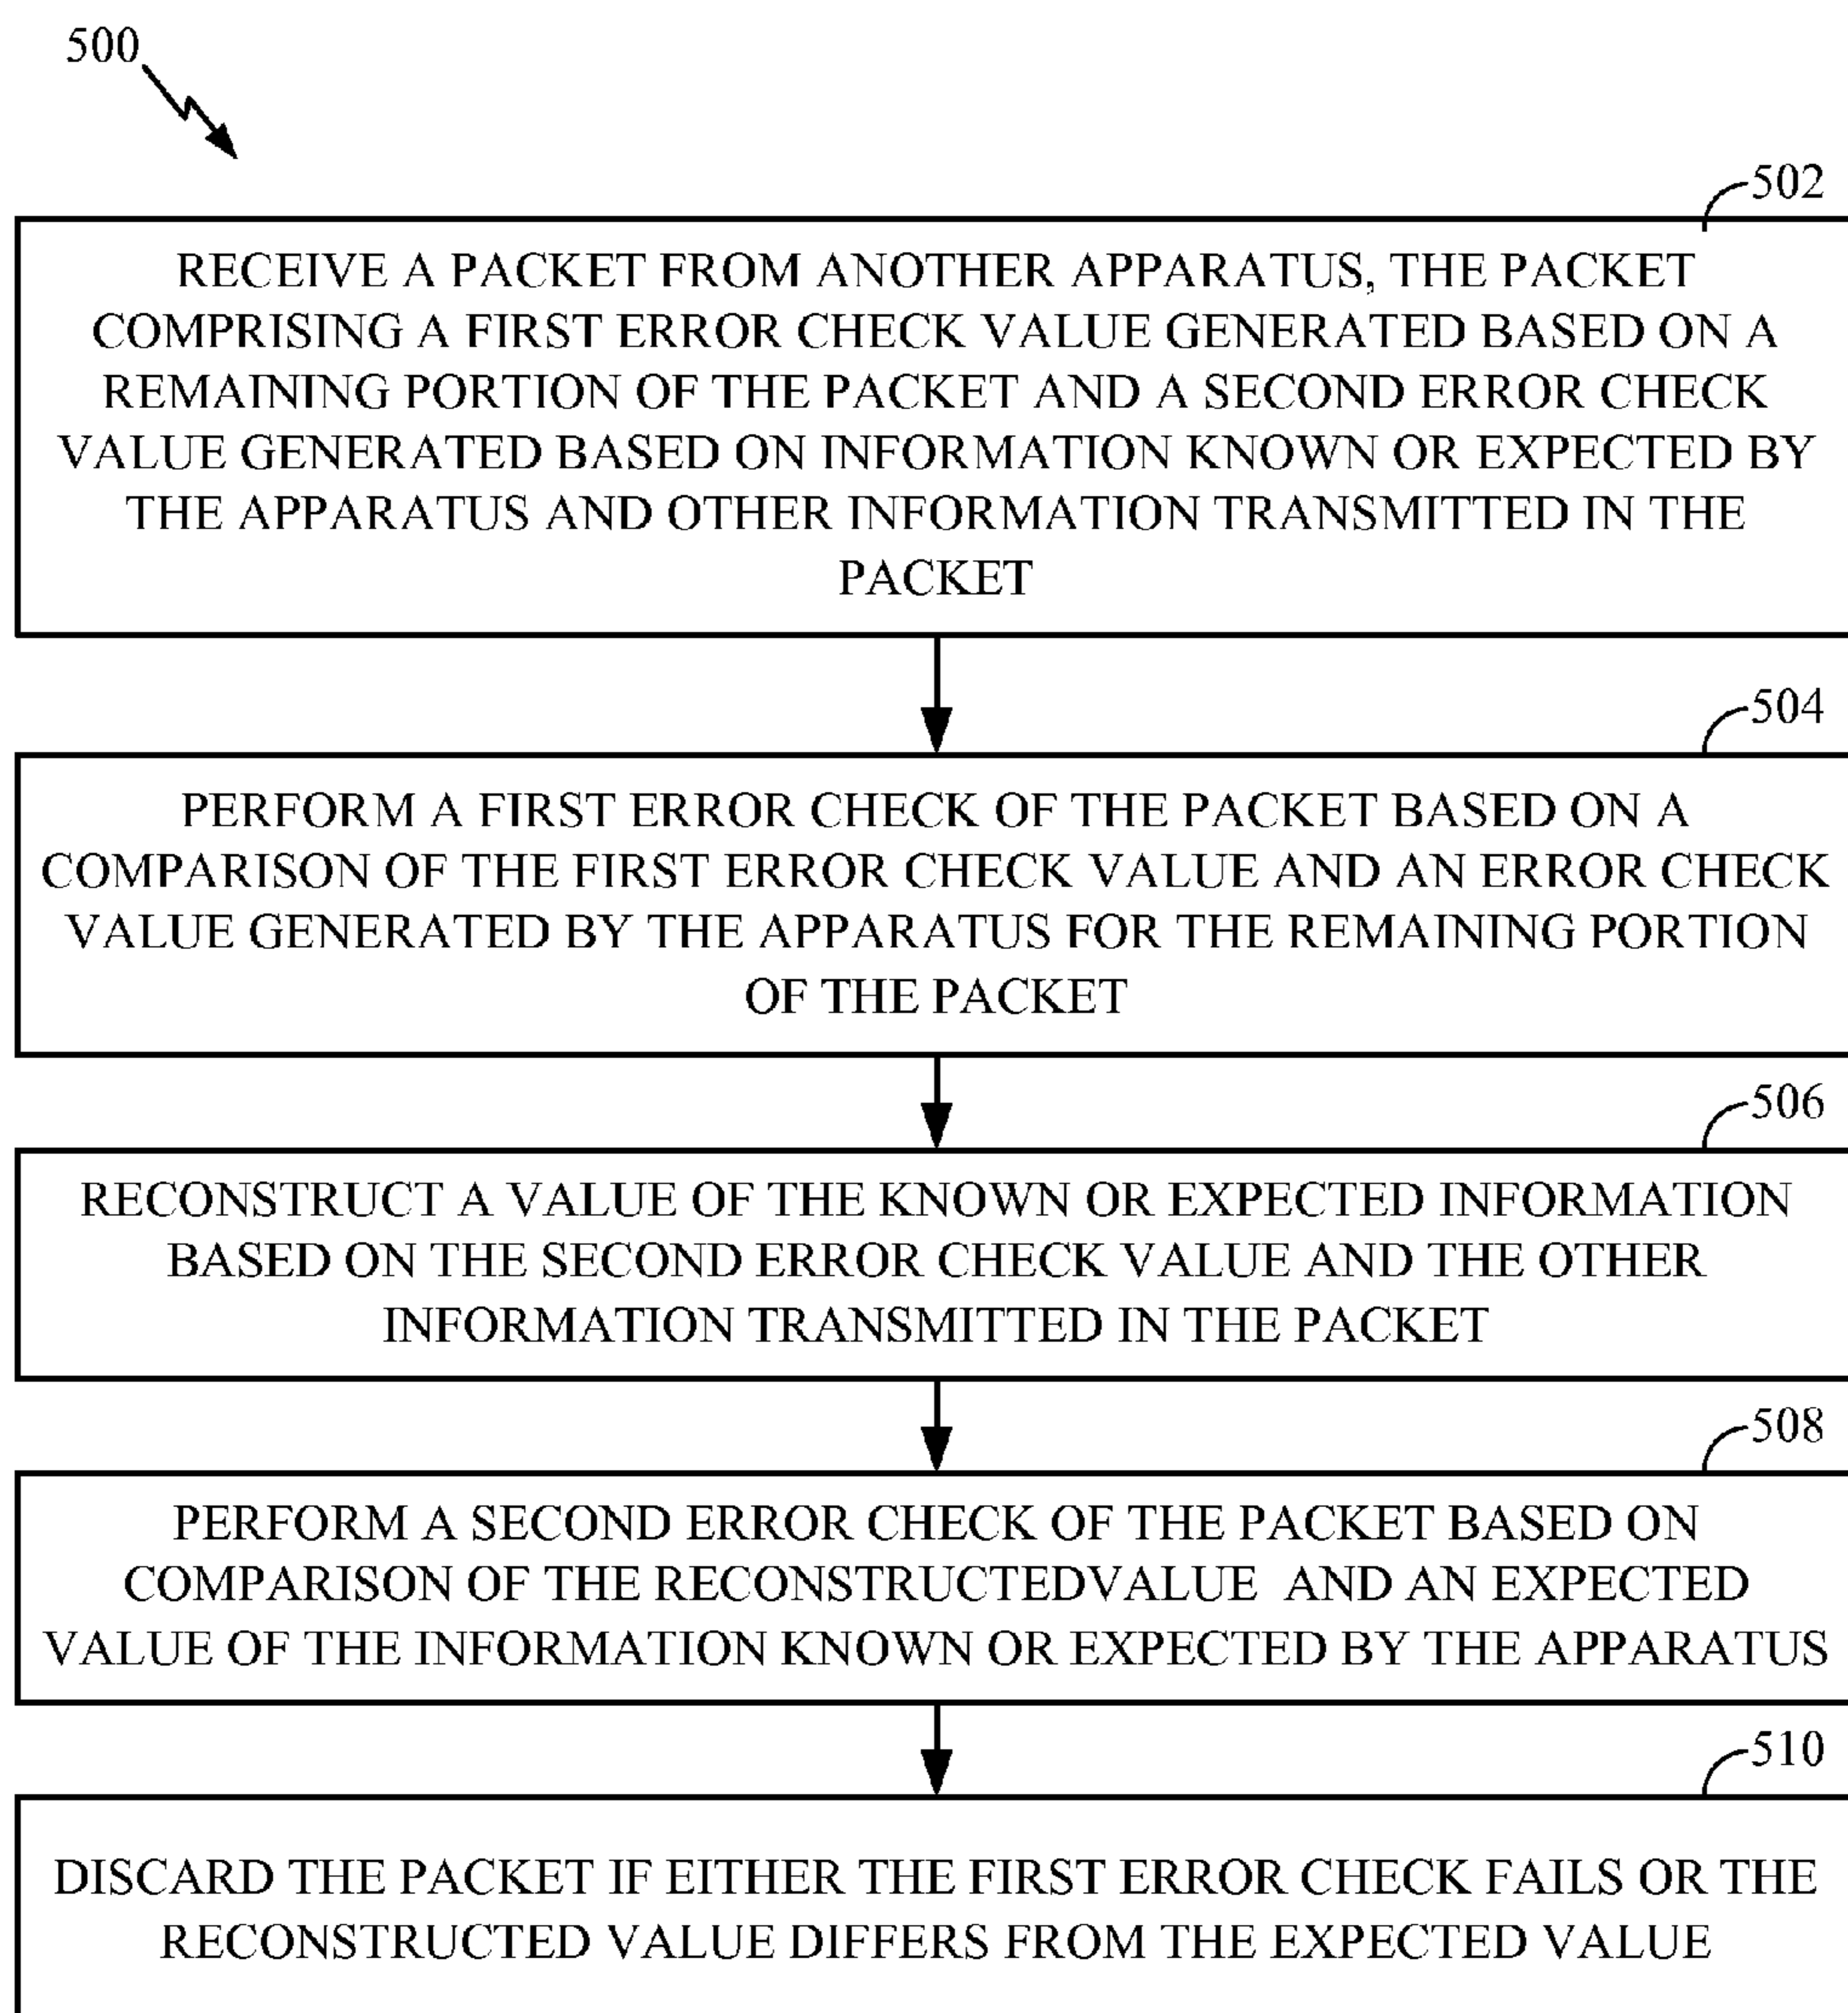 500
502
RECEIVE A PACKET FROM ANOTHER APPARATUS, THE PACKET
COMPRISING A FIRST ERROR CHECK VALUE GENERATED BASED ON A
REMAINING PORTION OF THE PACKET AND A SECOND ERROR CHECK
VALUE GENERATED BASED ON INFORMATION KNOWN OR EXPECTED BY
THE APPARATUS AND OTHER INFORMATION TRANSMITTED IN THE
PACKET
504
PERFORM A FIRST ERROR CHECK OF THE PACKET BASED ON A
COMPARISON OF THE FIRST ERROR CHECK VALUE AND AN ERROR CHECK
VALUE GENERATED BY THE APPARATUS FOR THE REMAINING PORTION
OF THE PACKET
506
RECONSTRUCT A VALUE OF THE KNOWN OR EXPECTED INFORMATION
BASED ON THE SECOND ERROR CHECK VALUE AND THE OTHER
INFORMATION TRANSMITTED IN THE PACKET
508
PERFORM A SECOND ERROR CHECK OF THE PACKET BASED ON
COMPARISON OF THE RECONSTRUCTEDVALUE AND AN EXPECTED
VALUE OF THE INFORMATION KNOWN OR EXPECTED BY THE APPARATUS
510
DISCARD THE PACKET IF EITHER THE FIRST ERROR CHECK FAILS OR THE
RECONSTRUCTED VALUE DIFFERS FROM THE EXPECTED VALUE